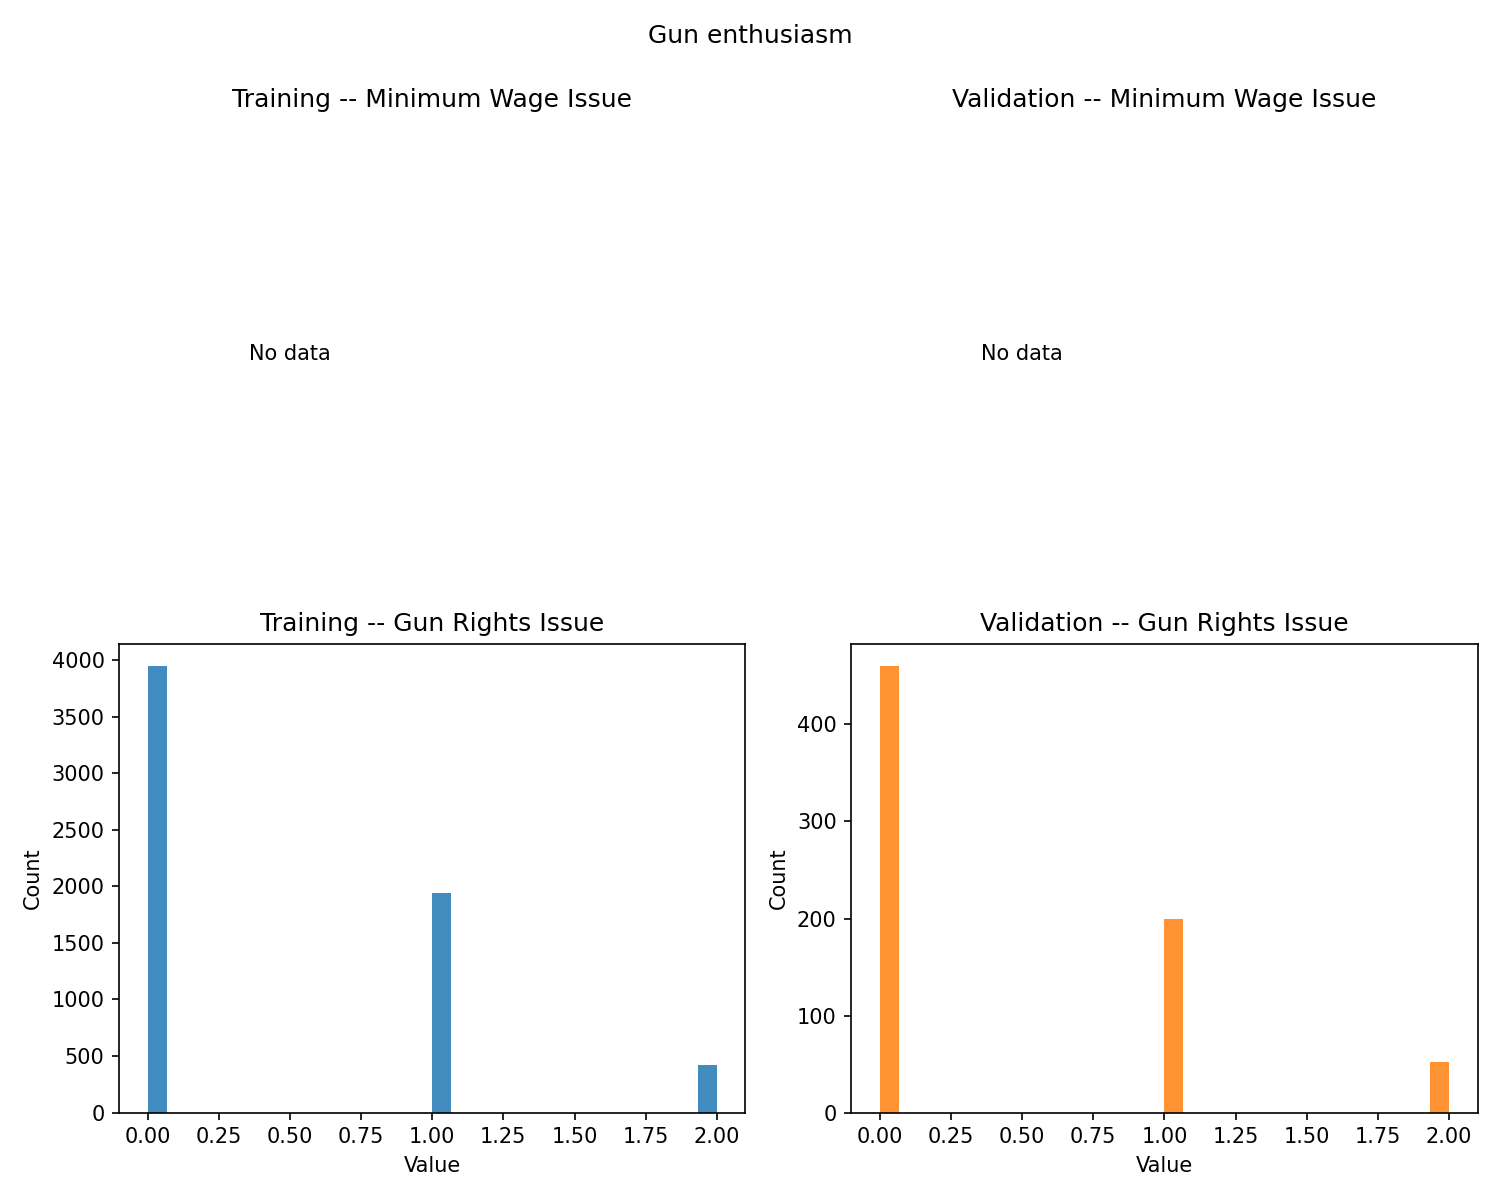 Gun enthusiasm
Training -- Minimum Wage Issue
Validation -- Minimum Wage Issue
No data
No data
Training -- Gun Rights Issue
4000
3500
3000
2500
2000
1500
1000
500
0
Count
0.00 0.25 0.50 0.75 1.00 1.25 1.50 1.75 2.00
Value
Validation -- Gun Rights Issue
400
300
200
100
0
Count
0.00 0.25 0.50 0.75 1.00 1.25 1.50 1.75 2.00
Value